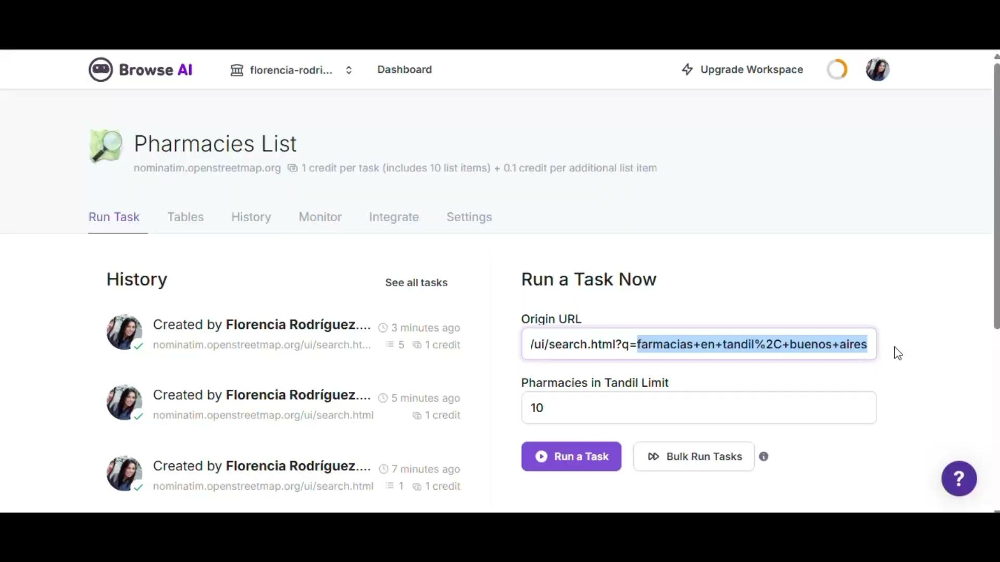 Browse AI
florencia-rodri...
Dashboard
Upgrade Workspace
Pharmacies List
nominatim.openstreetmap.org 1 credit per task (includes 10 list items) + 0.1 credit per additional list item
Run Task
Tables
History
Monitor
Integrate
Settings
History
See all tasks
Created by Florencia Rodríguez....
3 minutes ago
nominatim.openstreetmap.org/ui/search.ht...
5
1 credit
Created by Florencia Rodríguez....
5 minutes ago
nominatim.openstreetmap.org/ui/search.html
1 credit
Created by Florencia Rodríguez....
7 minutes ago
nominatim.openstreetmap.org/ui/search.html
1
1 credit
Run a Task Now
Origin URL
/ui/search.html?q=farmacias+en+tandil%2C+buenos+aires
Pharmacies in Tandil Limit
10
Run a Task
Bulk Run Tasks
?